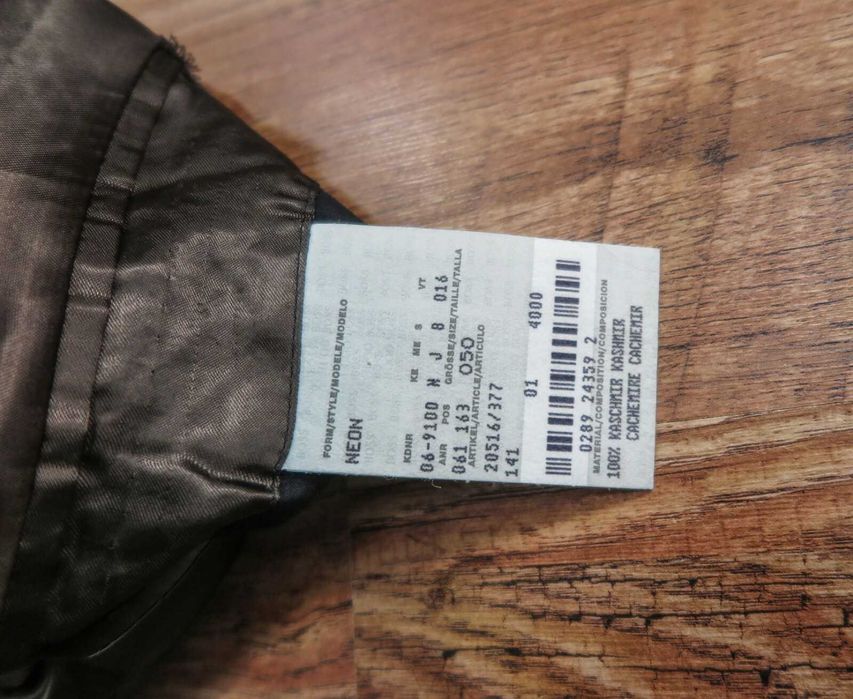 FORM/STYLE/MODELE/MODELO
NEON
KDNR KE ME S VT
06-9100 M J 8 016
ANR POS GRÖSSE/SIZE/TAILLE/TALLA
061 163 050
ARTIKEL/ARTICLE/ARTICULO
20516/377
141
01 4000
0289 24359 2
MATERIAL/COMPOSITION/COMPOSICION
100% KASCHMIR KASHMIR
CACHEMIRE CACHEMIR